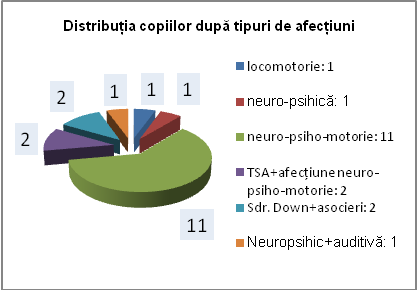 Distribuția copiilor după tipuri de afecțiuni
1
1
1
2
2
11
locomotorie: 1
neuro-psihică: 1
neuro-psiho-motorie: 11
TSA+afecțiune neuro-
psiho-motorie: 2
Sdr. Down+asocieri: 2
Neuropsihic+auditivă: 1